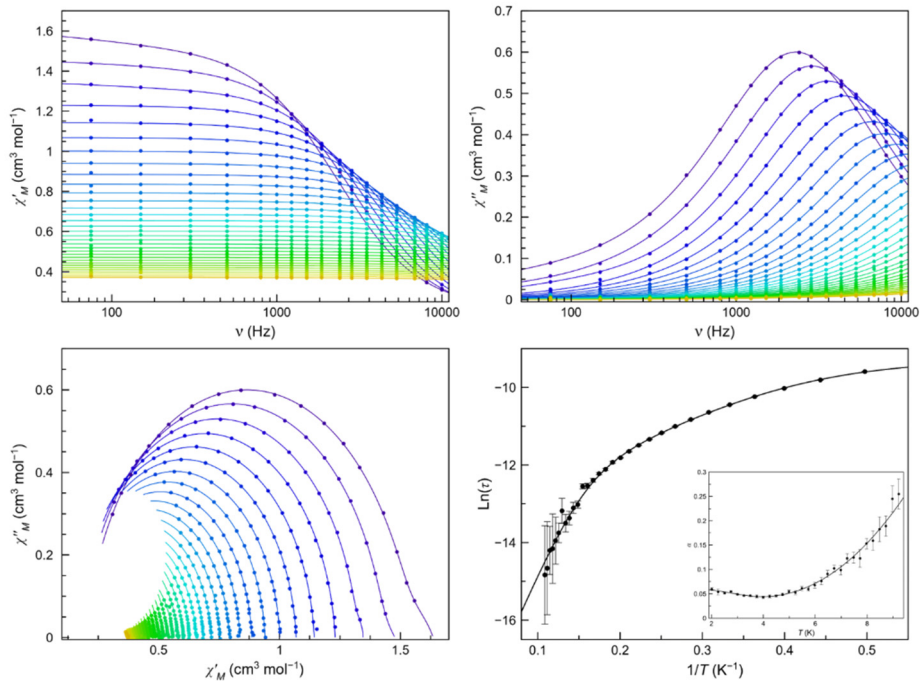 χ′M (cm³ mol⁻¹)
1.6
1.4
1.2
1
0.8
0.6
0.4
100 1000 10000
ν (Hz)
χ″M (cm³ mol⁻¹)
0.7
0.6
0.5
0.4
0.3
0.2
0.1
0
100 1000 10000
ν (Hz)
χ″M (cm³ mol⁻¹)
0.6
0.4
0.2
0
0.5 1 1.5
χ′M (cm³ mol⁻¹)
Ln(τ)
−10
−12
−14
−16
0.1 0.2 0.3 0.4 0.5
1/T (K⁻¹)
α
0.3
0.25
0.2
0.15
0.1
0.05
0
2 4 6 8
T (K)